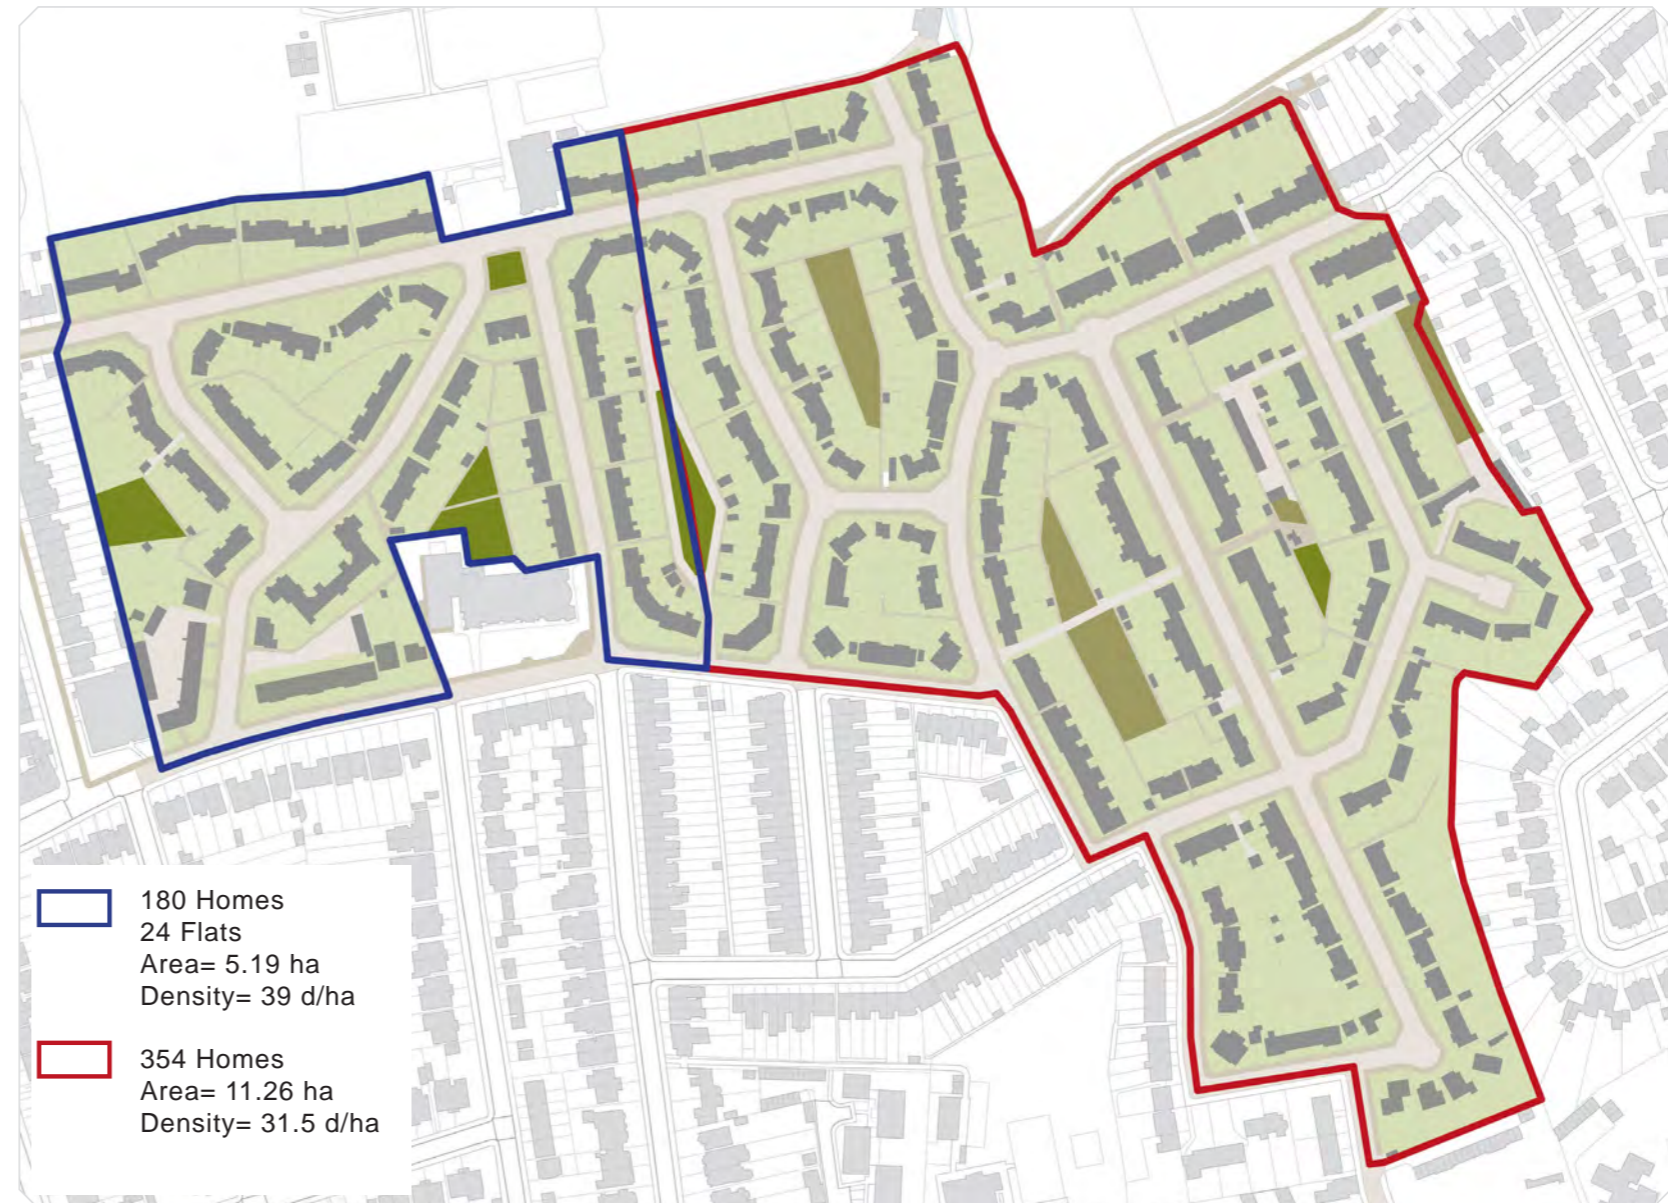 180 Homes
24 Flats
Area= 5.19 ha
Density= 39 d/ha
354 Homes
Area= 11.26 ha
Density= 31.5 d/ha